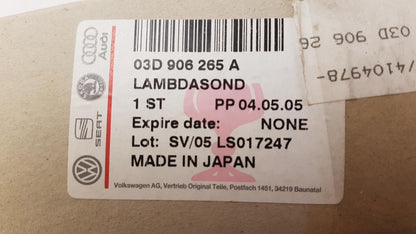 Audi
SEAT
03D 906 265 A
LAMBDASOND
1 ST PP 04.05.05
Expire date: NONE
Lot: SV/05 LS017247
MADE IN JAPAN
Volkswagen AG, Vertrieb Original Teile, Postfach 1451, 34219 Baunatal
03D 906 26
/74104978-